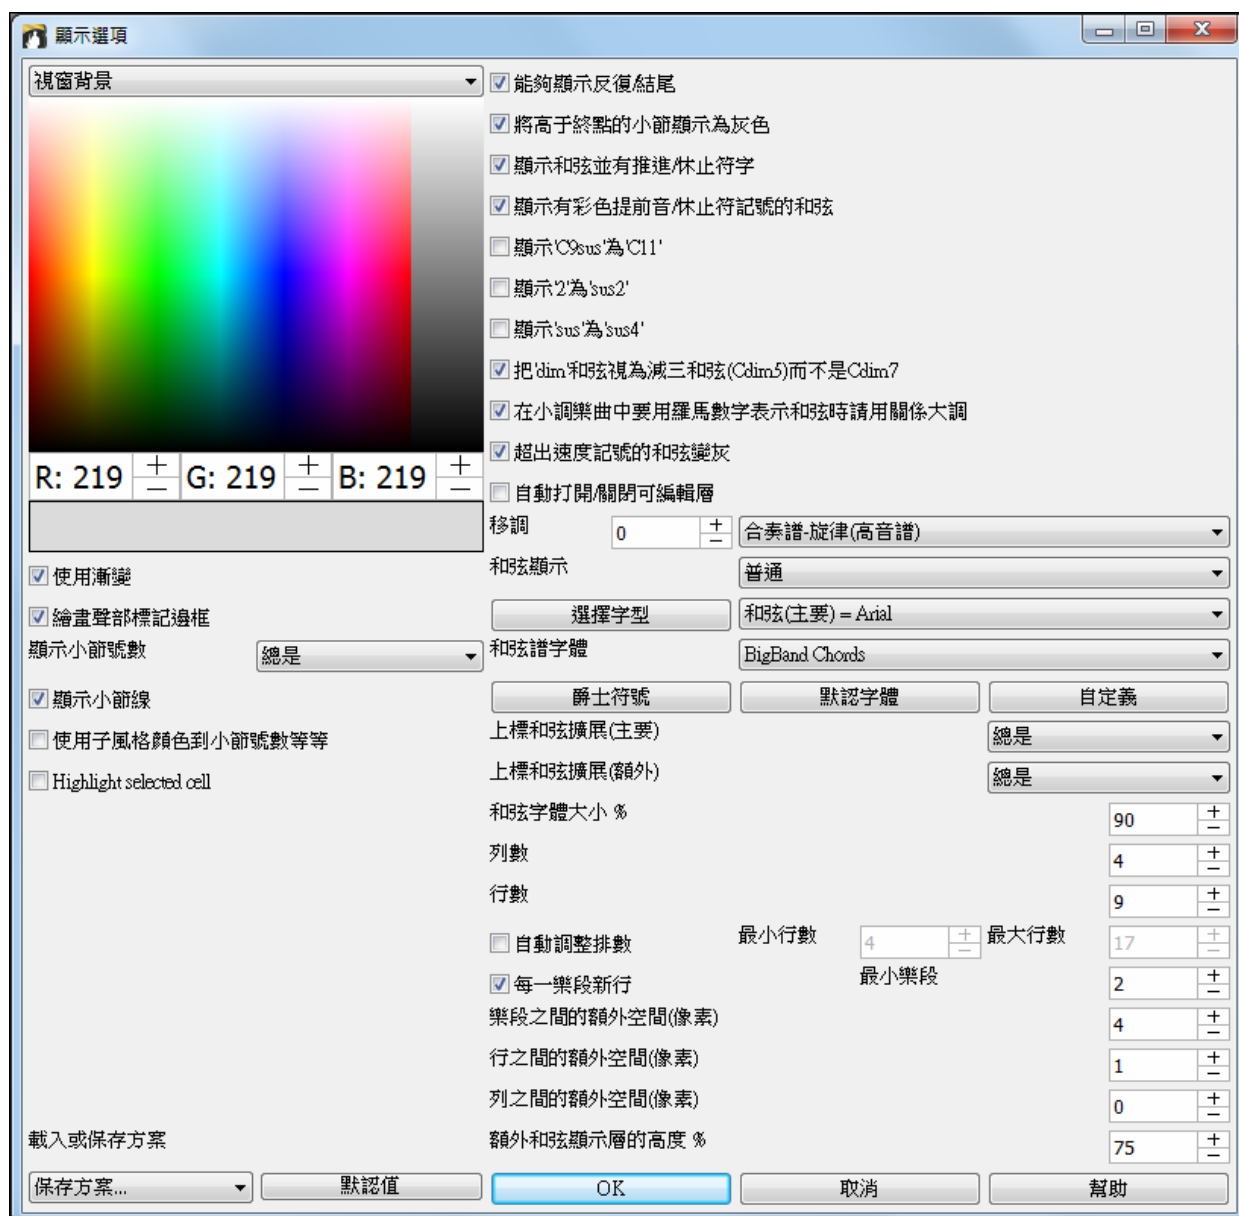 顯示選項
視窗背景
R: 219 G: 219 B: 219
使用漸變
繪畫聲部標記邊框
顯示小節號數 總是
顯示小節線
使用子風格顏色到小節號數等等
Highlight selected cell
載入或保存方案
保存方案... 默認值
能夠顯示反復/結尾
將高于終點的小節顯示為灰色
顯示和弦並有推進/休止符字
顯示有彩色提前音/休止符記號的和弦
顯示'C9sus'為'C11'
顯示'2'為'sus2'
顯示'sus'為'sus4'
把'dim'和弦視為減三和弦(Cdim5)而不是Cdim7
在小調樂曲中要用羅馬數字表示和弦時請用關係大調
超出速度記號的和弦變灰
自動打開/關閉可編輯層
移調 0 合奏譜-旋律(高音譜)
和弦顯示 普通
選擇字型 和弦(主要) = Arial
和弦譜字體 BigBand Chords
爵士符號 默認字體 自定義
上標和弦擴展(主要) 總是
上標和弦擴展(額外) 總是
和弦字體大小 % 90
列數 4
行數 9
自動調整排數 最小行數 4 最大行數 17
每一樂段新行 最小樂段 2
樂段之間的額外空間(像素) 4
行之間的額外空間(像素) 1
列之間的額外空間(像素) 0
額外和弦顯示層的高度 % 75
OK 取消 幫助